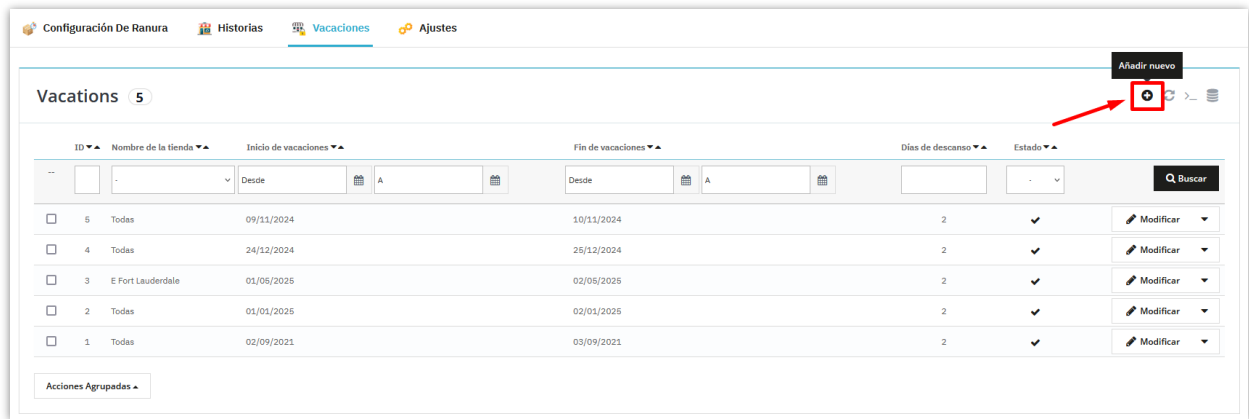 Configuración De Ranura Historias Vacaciones Ajustes
Añadir nuevo
Vacations 5
ID Nombre de la tienda Inicio de vacaciones Fin de vacaciones Días de descanso Estado
-- - Desde A Desde A - Buscar
5 Todas 09/11/2024 10/11/2024 2 Modificar
4 Todas 24/12/2024 25/12/2024 2 Modificar
3 E Fort Lauderdale 01/05/2025 02/05/2025 2 Modificar
2 Todas 01/01/2025 02/01/2025 2 Modificar
1 Todas 02/09/2021 03/09/2021 2 Modificar
Acciones Agrupadas